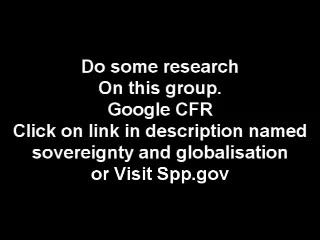 Do some research
On this group.
Google CFR
Click on link in description named
sovereignty and globalisation
or Visit Spp.gov